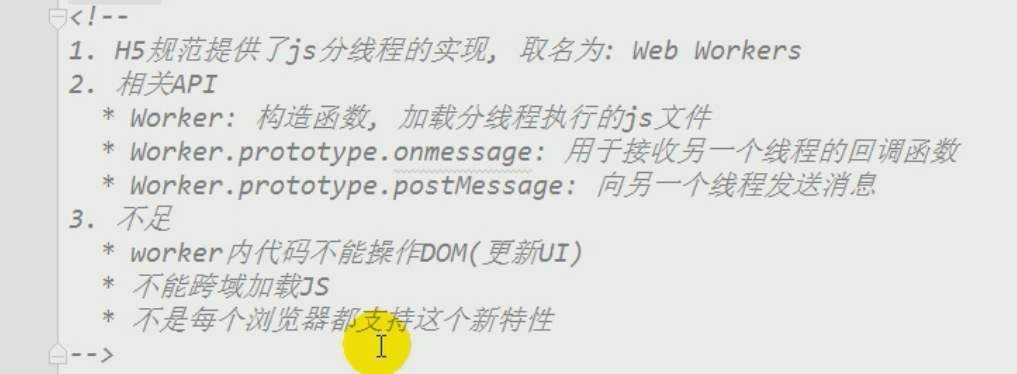 <!--
1. H5规范提供了js分线程的实现, 取名为: Web Workers
2. 相关API
* Worker: 构造函数, 加载分线程执行的js文件
* Worker.prototype.onmessage: 用于接收另一个线程的回调函数
* Worker.prototype.postMessage: 向另一个线程发送消息
3. 不足
* worker内代码不能操作DOM(更新UI)
* 不能跨域加载JS
* 不是每个浏览器都支持这个新特性
-->